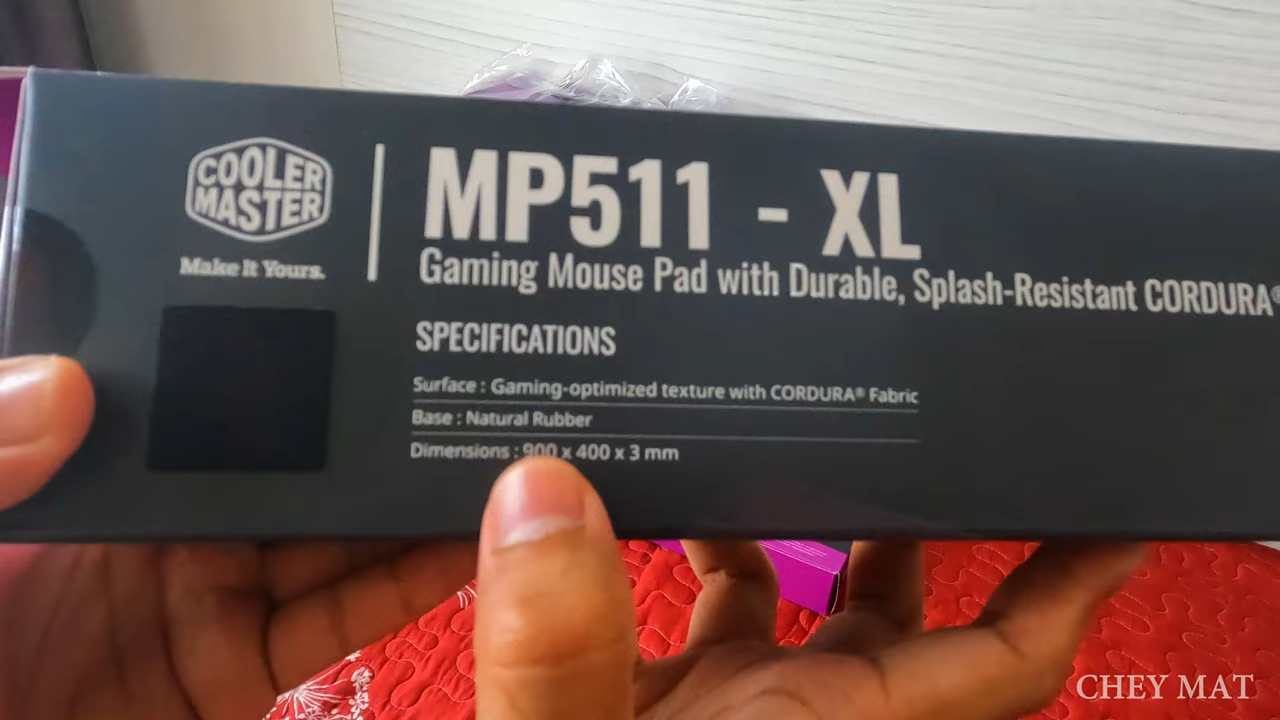 COOLER
MASTER
Make It Yours.
MP511 - XL
Gaming Mouse Pad with Durable, Splash-Resistant CORDURA®
SPECIFICATIONS
Surface : Gaming-optimized texture with CORDURA® Fabric
Base : Natural Rubber
Dimensions : 900 x 400 x 3 mm
CHEY MAT